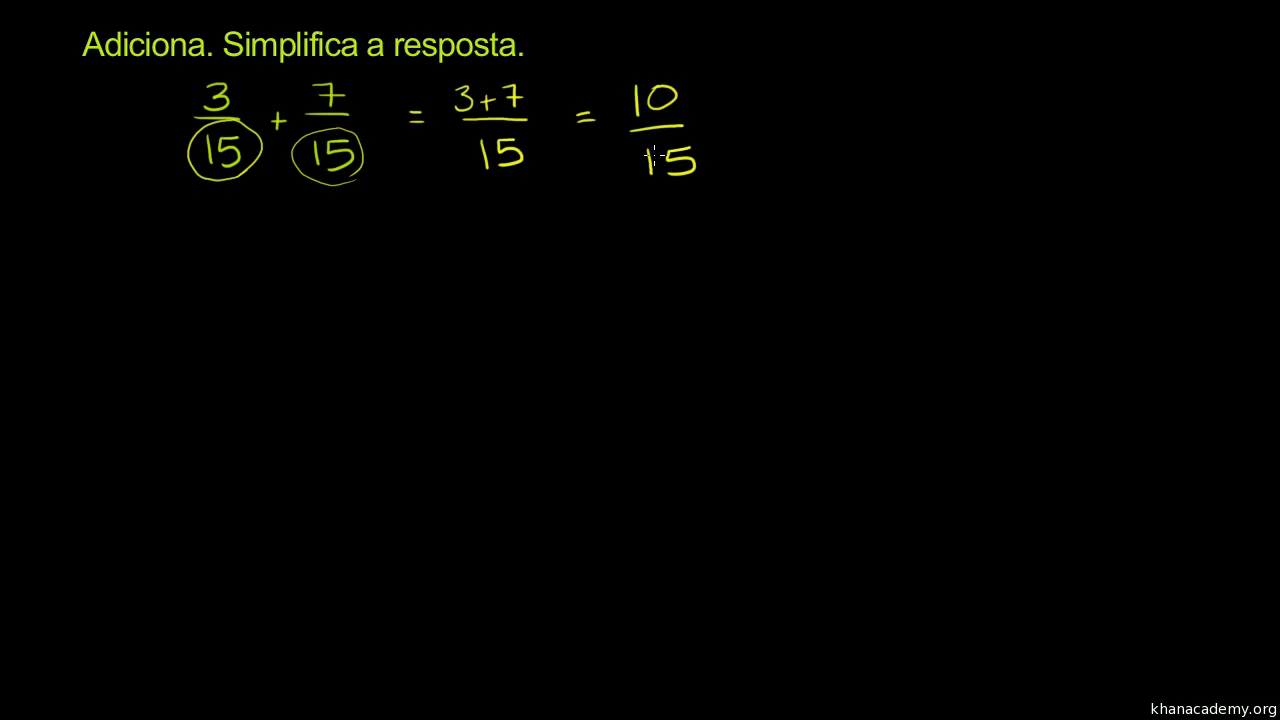 Adiciona. Simplifica a resposta.
3/15 + 7/15 = 3+7/15 = 10/15
khanacademy.org